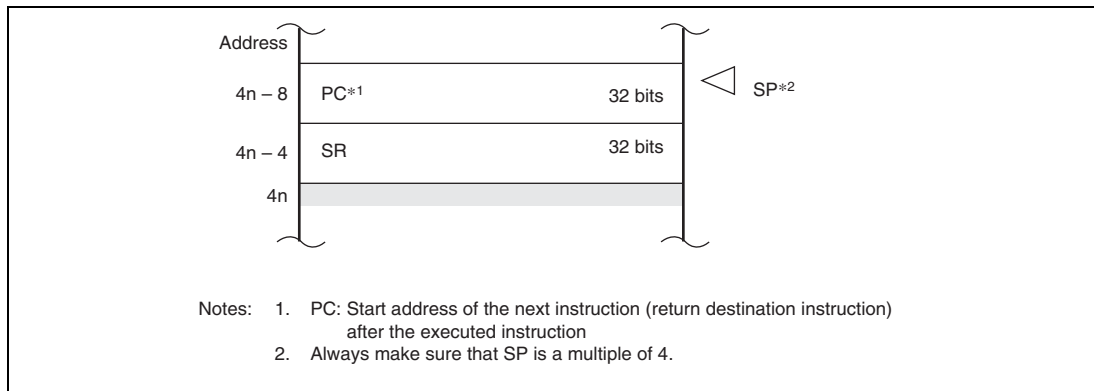 Address
4n – 8 PC*1 32 bits SP*2
4n – 4 SR 32 bits
4n
Notes: 1. PC: Start address of the next instruction (return destination instruction)
after the executed instruction
2. Always make sure that SP is a multiple of 4.